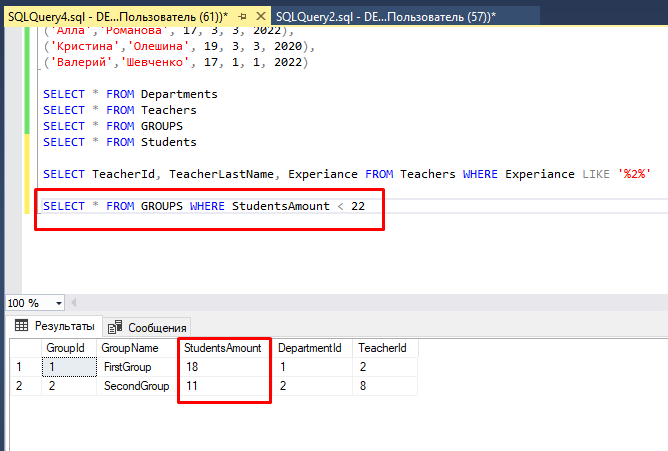 SQLQuery4.sql - DE...Пользователь (61))* SQLQuery2.sql - DE...Пользователь (57))*
('Алла','Романова', 17, 3, 3, 2022),
('Кристина','Олешина', 19, 3, 3, 2020),
('Валерий','Шевченко', 17, 1, 1, 2022)
SELECT * FROM Departments
SELECT * FROM Teachers
SELECT * FROM GROUPS
SELECT * FROM Students
SELECT TeacherId, TeacherLastName, Experiance FROM Teachers WHERE Experiance LIKE '%2%'
SELECT * FROM GROUPS WHERE StudentsAmount < 22
100 %
Результаты Сообщения
GroupId GroupName StudentsAmount DepartmentId TeacherId
1 1 FirstGroup 18 1 2
2 2 SecondGroup 11 2 8